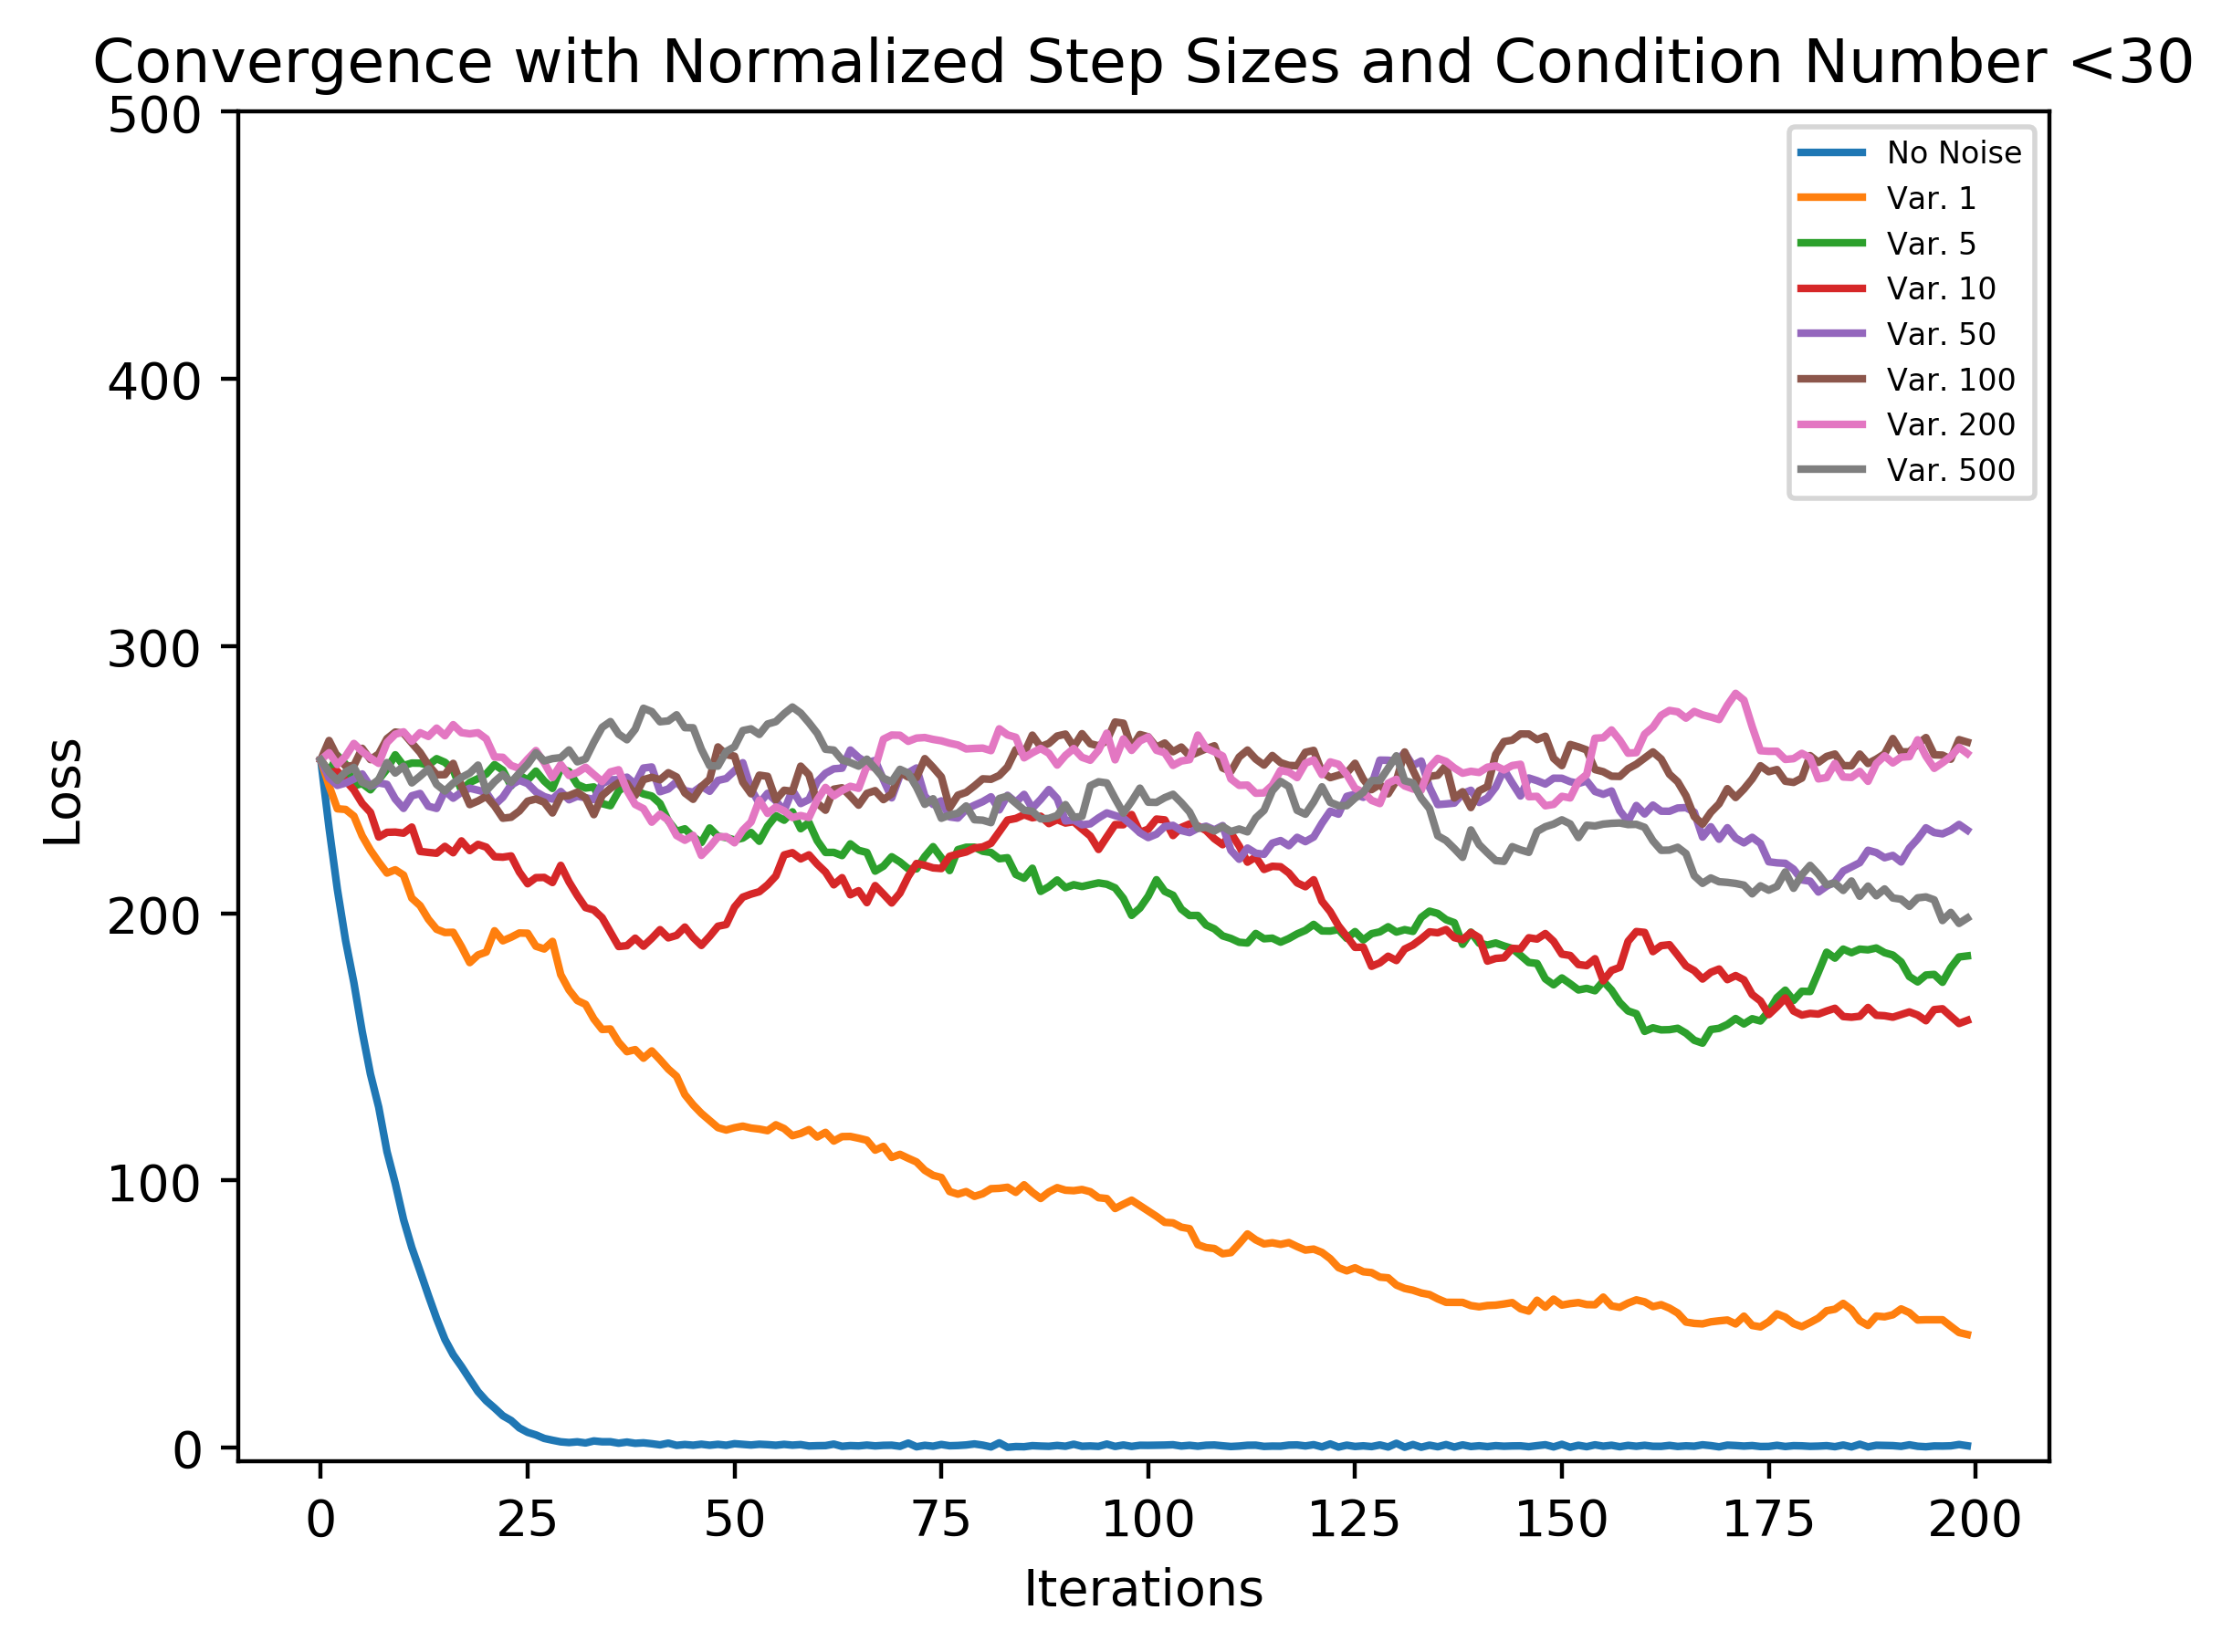 Convergence with Normalized Step Sizes and Condition Number <30
500
400
300
200
100
0
Loss
0 25 50 75 100 125 150 175 200
Iterations
No Noise
Var. 1
Var. 5
Var. 10
Var. 50
Var. 100
Var. 200
Var. 500